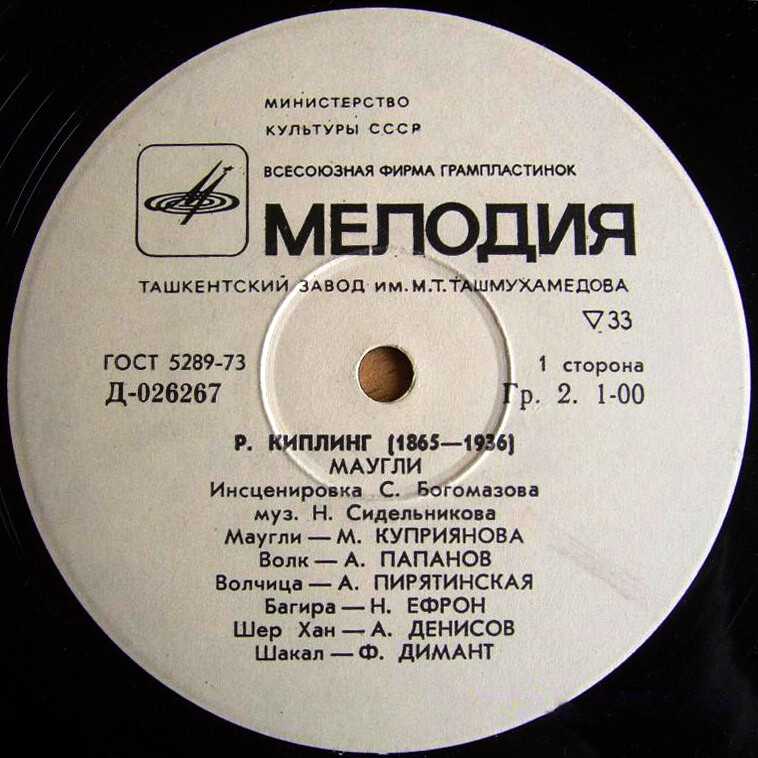 МИНИСТЕРСТВО
КУЛЬТУРЫ СССР
ВСЕСОЮЗНАЯ ФИРМА ГРАМПЛАСТИНОК
МЕЛОДИЯ
ТАШКЕНТСКИЙ ЗАВОД им. М.Т. ТАШМУХАМЕДОВА
▽33
ГОСТ 5289-73 1 сторона
Д-026267 Гр. 2. 1-00
Р. КИПЛИНГ (1865—1936)
МАУГЛИ
Инсценировка С. Богомазова
муз. Н. Сидельникова
Маугли — М. КУПРИЯНОВА
Волк — А. ПАПАНОВ
Волчица — А. ПИРЯТИНСКАЯ
Багира — Н. ЕФРОН
Шер Хан — А. ДЕНИСОВ
Шакал — Ф. ДИМАНТ